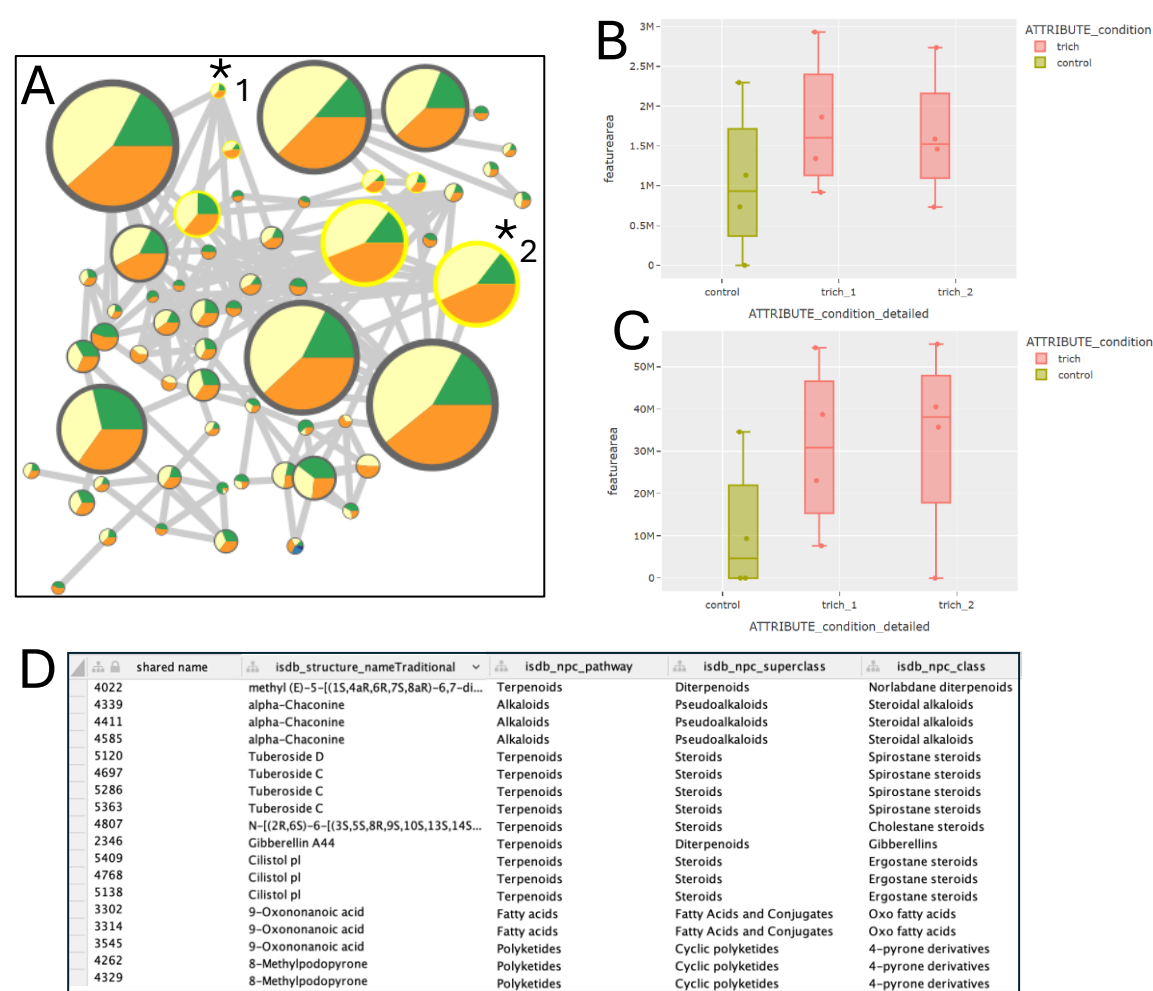 A
*1
*2
B
3M
2.5M
2M
1.5M
1M
0.5M
0
featurearea
control
trich_1
trich_2
ATTRIBUTE_condition_detailed
ATTRIBUTE_condition
trich
control
C
50M
40M
30M
20M
10M
0
featurearea
control
trich_1
trich_2
ATTRIBUTE_condition_detailed
ATTRIBUTE_condition
trich
control
D
shared name isdb_structure_nameTraditional isdb_npc_pathway isdb_npc_superclass isdb_npc_class
4022 methyl (E)-5-[(1S,4aR,6R,7S,8aR)-6,7-di... Terpenoids Diterpenoids Norlabdane diterpenoids
4339 alpha-Chaconine Alkaloids Pseudoalkaloids Steroidal alkaloids
4411 alpha-Chaconine Alkaloids Pseudoalkaloids Steroidal alkaloids
4585 alpha-Chaconine Alkaloids Pseudoalkaloids Steroidal alkaloids
5120 Tuberoside D Terpenoids Steroids Spirostane steroids
4697 Tuberoside C Terpenoids Steroids Spirostane steroids
5286 Tuberoside C Terpenoids Steroids Spirostane steroids
5363 Tuberoside C Terpenoids Steroids Spirostane steroids
4807 N-[(2R,6S)-6-[(3S,5S,8R,9S,10S,13S,14S... Terpenoids Steroids Cholestane steroids
2346 Gibberellin A44 Terpenoids Diterpenoids Gibberellins
5409 Cilistol pl Terpenoids Steroids Ergostane steroids
4768 Cilistol pl Terpenoids Steroids Ergostane steroids
5138 Cilistol pl Terpenoids Steroids Ergostane steroids
3302 9-Oxononanoic acid Fatty acids Fatty Acids and Conjugates Oxo fatty acids
3314 9-Oxononanoic acid Fatty acids Fatty Acids and Conjugates Oxo fatty acids
3545 9-Oxononanoic acid Polyketides Cyclic polyketides 4-pyrone derivatives
4262 8-Methylpodopyrone Polyketides Cyclic polyketides 4-pyrone derivatives
4329 8-Methylpodopyrone Polyketides Cyclic polyketides 4-pyrone derivatives